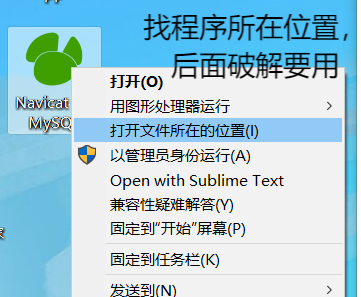 找程序所在位置，
后面破解要用
Navicat
MySQ
打开(O)
用图形处理器运行
打开文件所在的位置(I)
以管理员身份运行(A)
Open with Sublime Text
兼容性疑难解答(Y)
固定到"开始"屏幕(P)
固定到任务栏(K)
发送到(N)